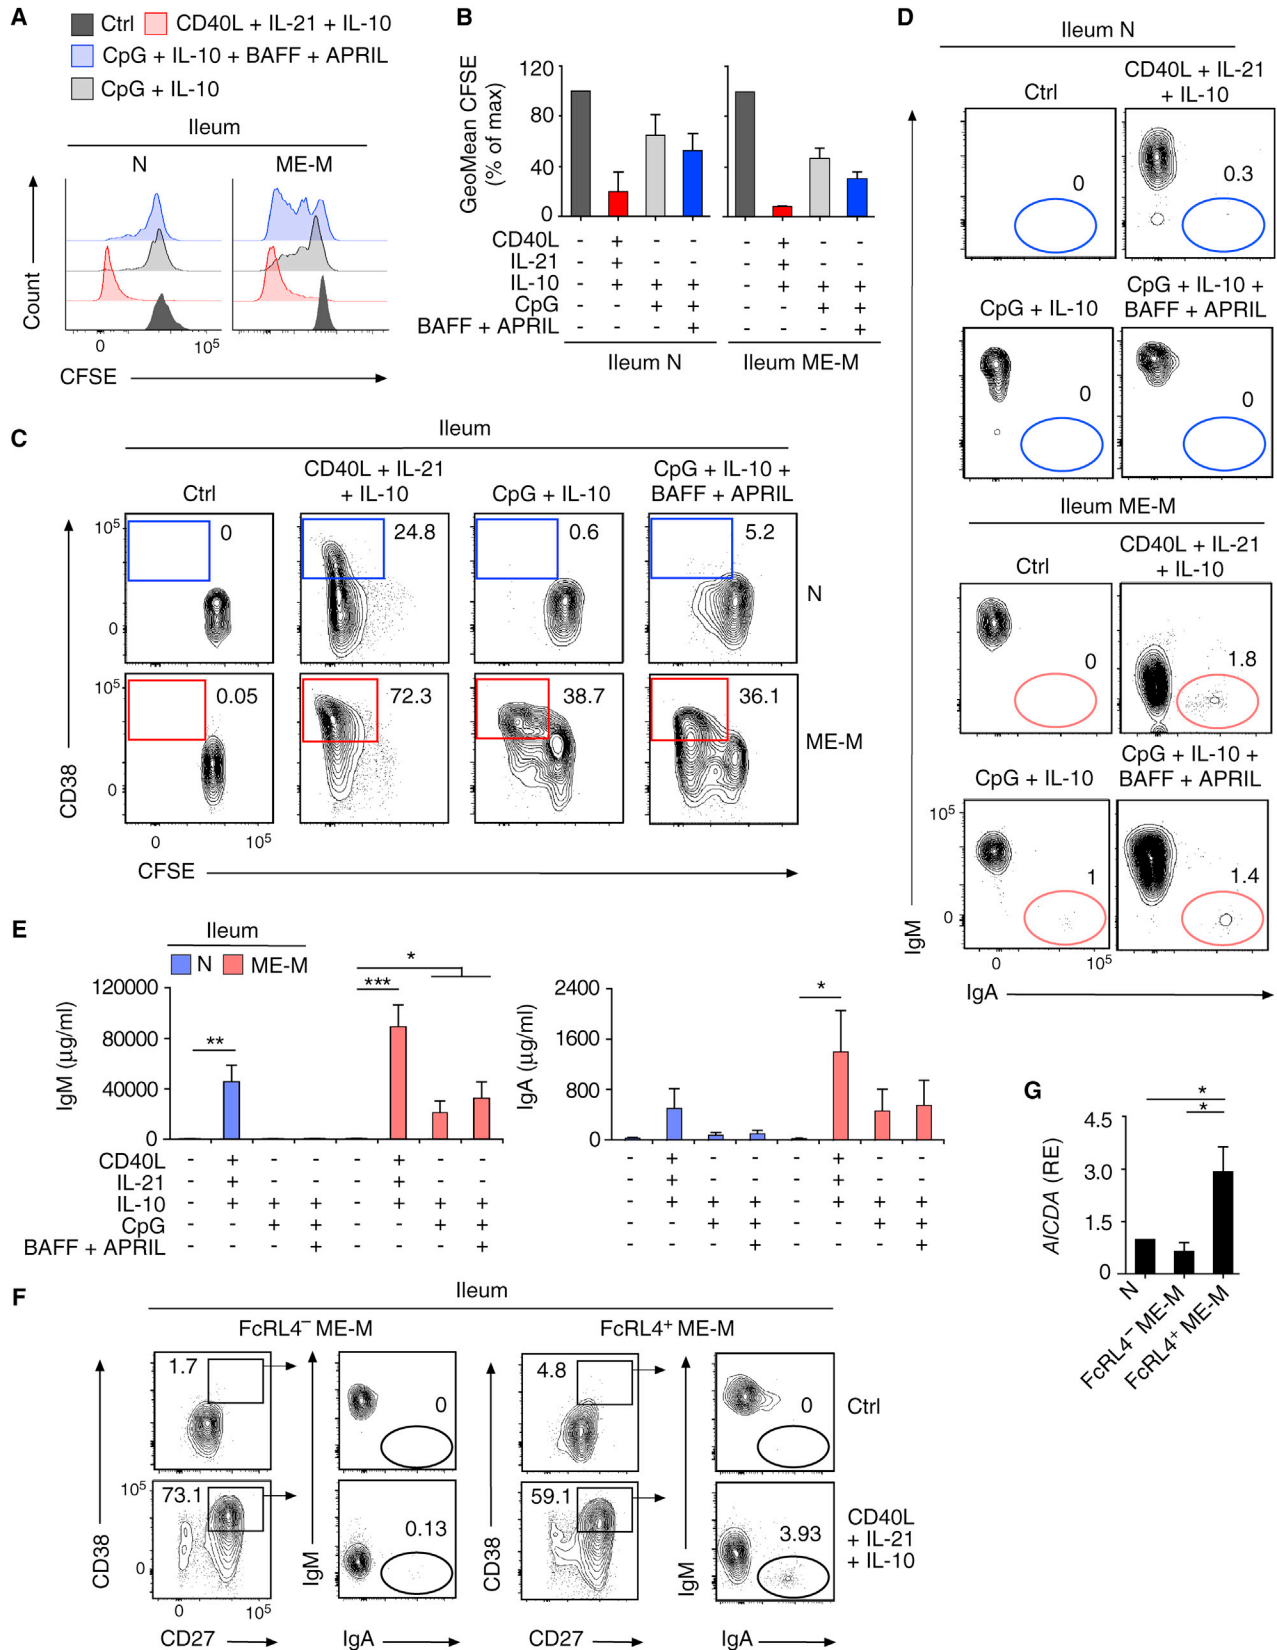 A
Ctrl CD40L + IL-21 + IL-10
CpG + IL-10 + BAFF + APRIL
CpG + IL-10
Ileum
N ME-M
Count
0 10⁵
CFSE
B
GeoMean CFSE
(% of max)
120
80
40
0
CD40L - + - - - + - -
IL-21 - + - - - + - -
IL-10 - + + + - + + +
CpG - - + + - - + +
BAFF + APRIL - - - + - - - +
Ileum N Ileum ME-M
C
Ileum
Ctrl
CD40L + IL-21
+ IL-10
CpG + IL-10
CpG + IL-10 +
BAFF + APRIL
10⁵ 0 24.8 0.6 5.2
N
0
10⁵ 0.05 72.3 38.7 36.1
ME-M
0
CD38
0 10⁵
CFSE
D
Ileum N
Ctrl
CD40L + IL-21
+ IL-10
0 0.3
CpG + IL-10
CpG + IL-10 +
BAFF + APRIL
0 0
Ileum ME-M
Ctrl
CD40L + IL-21
+ IL-10
0 1.8
CpG + IL-10
CpG + IL-10 +
BAFF + APRIL
10⁵
1 1.4
0
IgM
0 10⁵
IgA
E
Ileum
N ME-M
IgM (µg/ml)
120000
80000
40000
0
** *** *
CD40L - + - - - + - -
IL-21 - + - - - + - -
IL-10 - + + + - + + +
CpG - - + + - - + +
BAFF + APRIL - - - + - - - +
IgA (µg/ml)
2400
1600
800
0
*
- + - - - + - -
- + - - - + - -
- + + + - + + +
- - + + - - + +
- - - + - - - +
F
Ileum
FcRL4⁻ ME-M FcRL4⁺ ME-M
1.7 0 4.8 0
Ctrl
10⁵ 73.1 0.13 59.1 3.93
CD40L
+ IL-21
+ IL-10
0
CD38 IgM CD38 IgM
0 10⁵
CD27 IgA CD27 IgA
G
AICDA (RE)
4.5
3.0
1.5
0
*
*
N
FcRL4⁻ ME-M
FcRL4⁺ ME-M